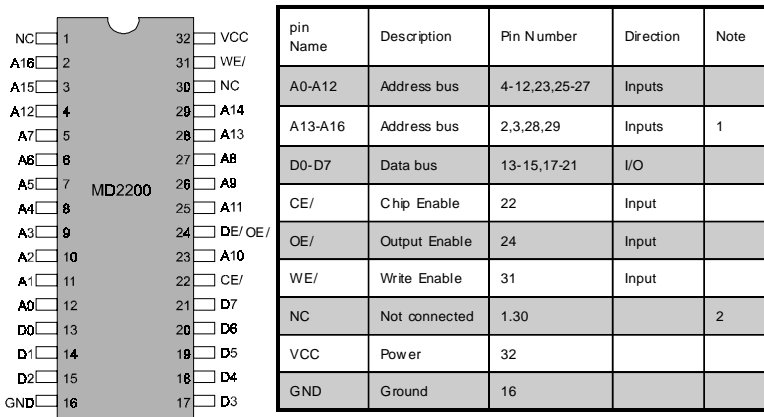 NC 1 32 VCC
A16 2 31 WE/
A15 3 30 NC
A12 4 29 A14
A7 5 28 A13
A6 6 27 A8
A5 7 26 A9
MD2200
A4 8 25 A11
A3 9 24 DE/ OE/
A2 10 23 A10
A1 11 22 CE/
A0 12 21 D7
D0 13 20 D6
D1 14 19 D5
D2 15 18 D4
GND 16 17 D3
pin Name Description Pin Number Direction Note
A0-A12 Address bus 4-12,23,25-27 Inputs
A13-A16 Address bus 2,3,28,29 Inputs 1
D0-D7 Data bus 13-15,17-21 I/O
CE/ Chip Enable 22 Input
OE/ Output Enable 24 Input
WE/ Write Enable 31 Input
NC Not connected 1.30 2
VCC Power 32
GND Ground 16